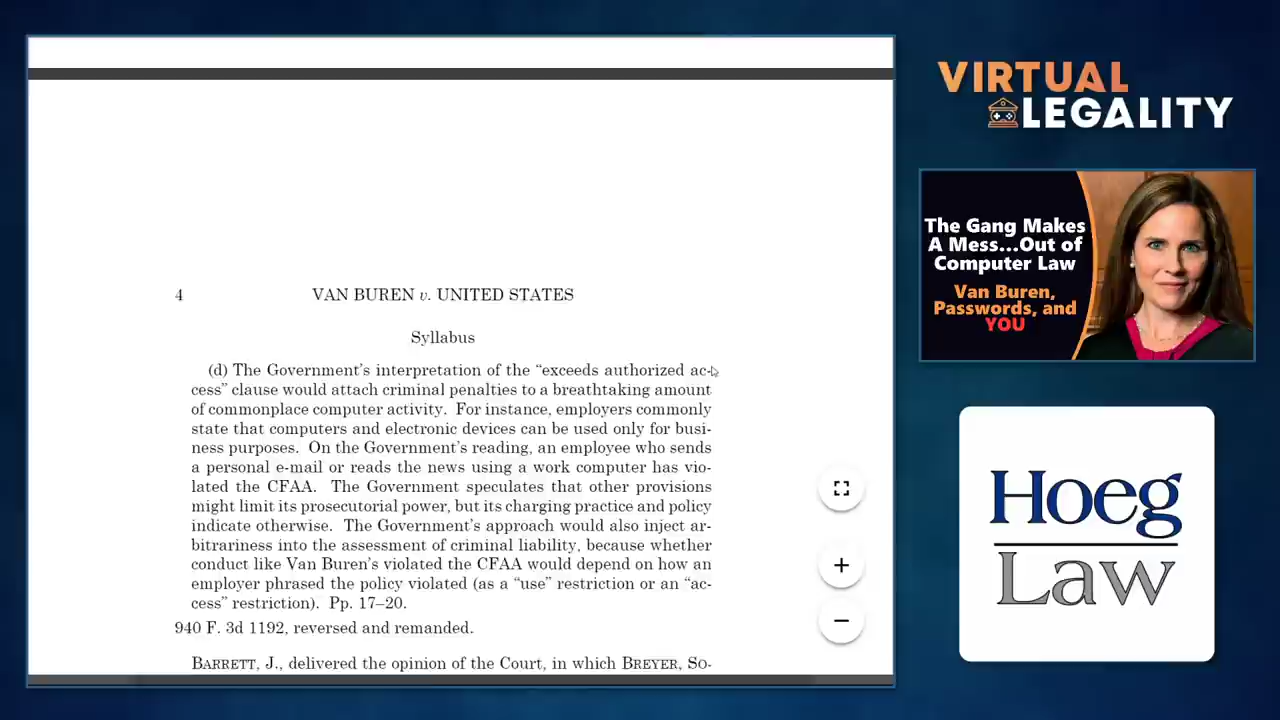 4 VAN BUREN v. UNITED STATES
Syllabus
(d) The Government's interpretation of the “exceeds authorized ac-
cess” clause would attach criminal penalties to a breathtaking amount
of commonplace computer activity. For instance, employers commonly
state that computers and electronic devices can be used only for busi-
ness purposes. On the Government's reading, an employee who sends
a personal e-mail or reads the news using a work computer has vio-
lated the CFAA. The Government speculates that other provisions
might limit its prosecutorial power, but its charging practice and policy
indicate otherwise. The Government's approach would also inject ar-
bitrariness into the assessment of criminal liability, because whether
conduct like Van Buren's violated the CFAA would depend on how an
employer phrased the policy violated (as a “use” restriction or an “ac-
cess” restriction). Pp. 17–20.
940 F. 3d 1192, reversed and remanded.
BARRETT, J., delivered the opinion of the Court, in which BREYER, SO-
VIRTUAL
LEGALITY
The Gang Makes
A Mess...Out of
Computer Law
Van Buren,
Passwords, and
YOU
Hoeg
Law